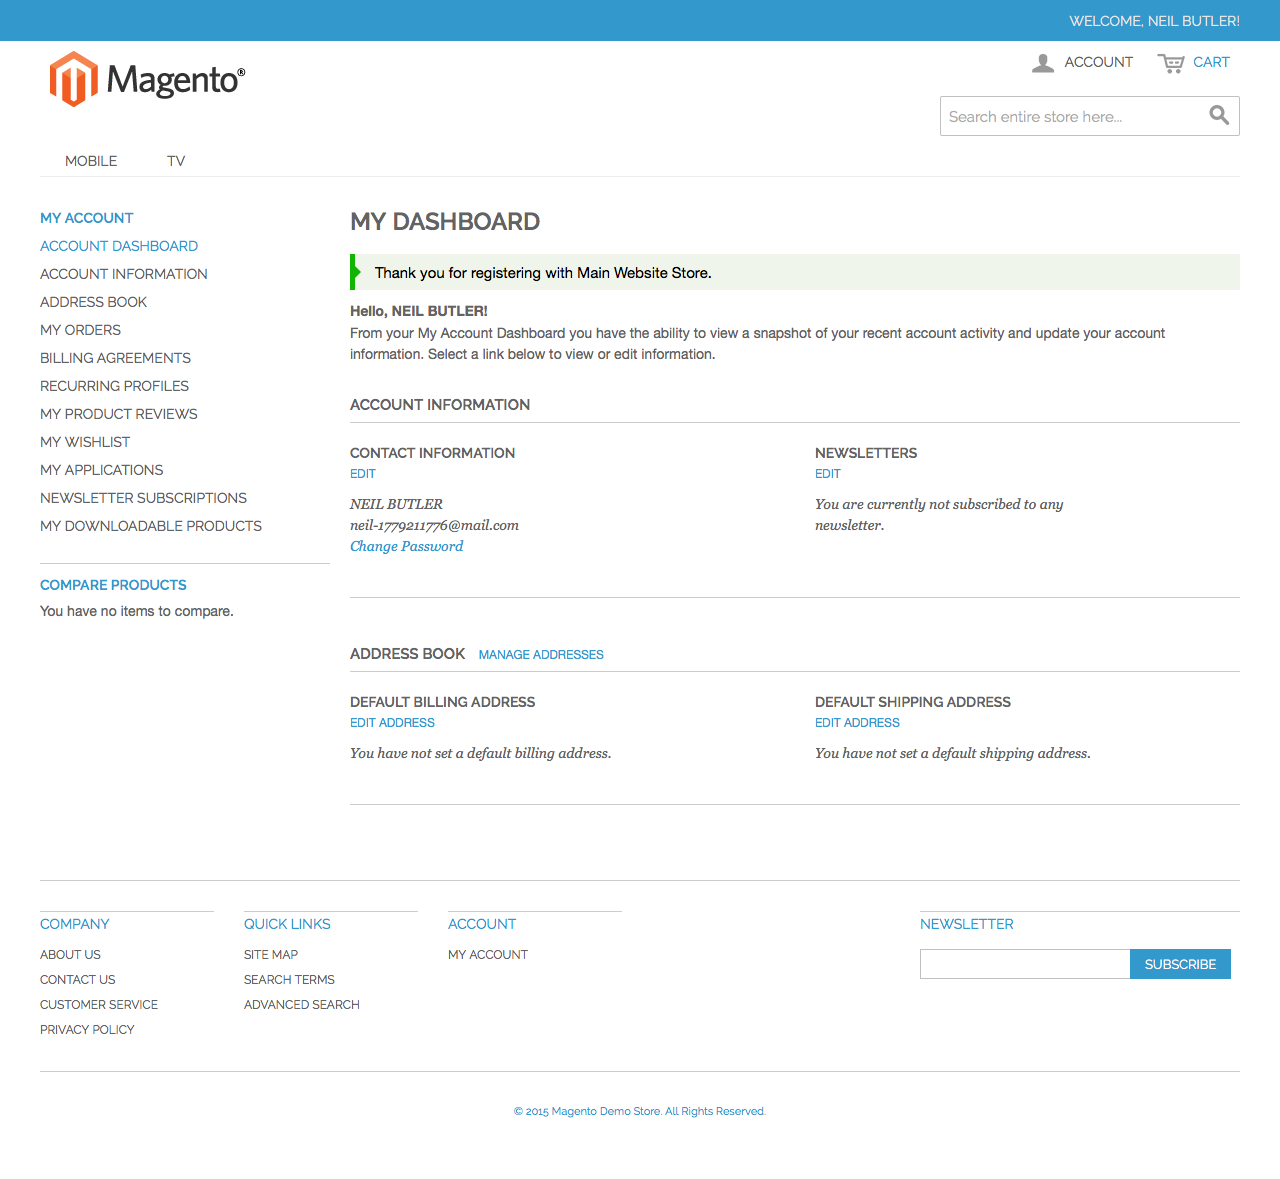 WELCOME, NEIL BUTLER!
Magento®
ACCOUNT
CART
Search entire store here...
MOBILE
TV
MY ACCOUNT
ACCOUNT DASHBOARD
ACCOUNT INFORMATION
ADDRESS BOOK
MY ORDERS
BILLING AGREEMENTS
RECURRING PROFILES
MY PRODUCT REVIEWS
MY WISHLIST
MY APPLICATIONS
NEWSLETTER SUBSCRIPTIONS
MY DOWNLOADABLE PRODUCTS
COMPARE PRODUCTS
You have no items to compare.
MY DASHBOARD
Thank you for registering with Main Website Store.
Hello, NEIL BUTLER!
From your My Account Dashboard you have the ability to view a snapshot of your recent account activity and update your account
information. Select a link below to view or edit information.
ACCOUNT INFORMATION
CONTACT INFORMATION
EDIT
NEIL BUTLER
neil-1779211776@mail.com
Change Password
NEWSLETTERS
EDIT
You are currently not subscribed to any
newsletter.
ADDRESS BOOK MANAGE ADDRESSES
DEFAULT BILLING ADDRESS
EDIT ADDRESS
You have not set a default billing address.
DEFAULT SHIPPING ADDRESS
EDIT ADDRESS
You have not set a default shipping address.
COMPANY
ABOUT US
CONTACT US
CUSTOMER SERVICE
PRIVACY POLICY
QUICK LINKS
SITE MAP
SEARCH TERMS
ADVANCED SEARCH
ACCOUNT
MY ACCOUNT
NEWSLETTER
SUBSCRIBE
© 2015 Magento Demo Store. All Rights Reserved.